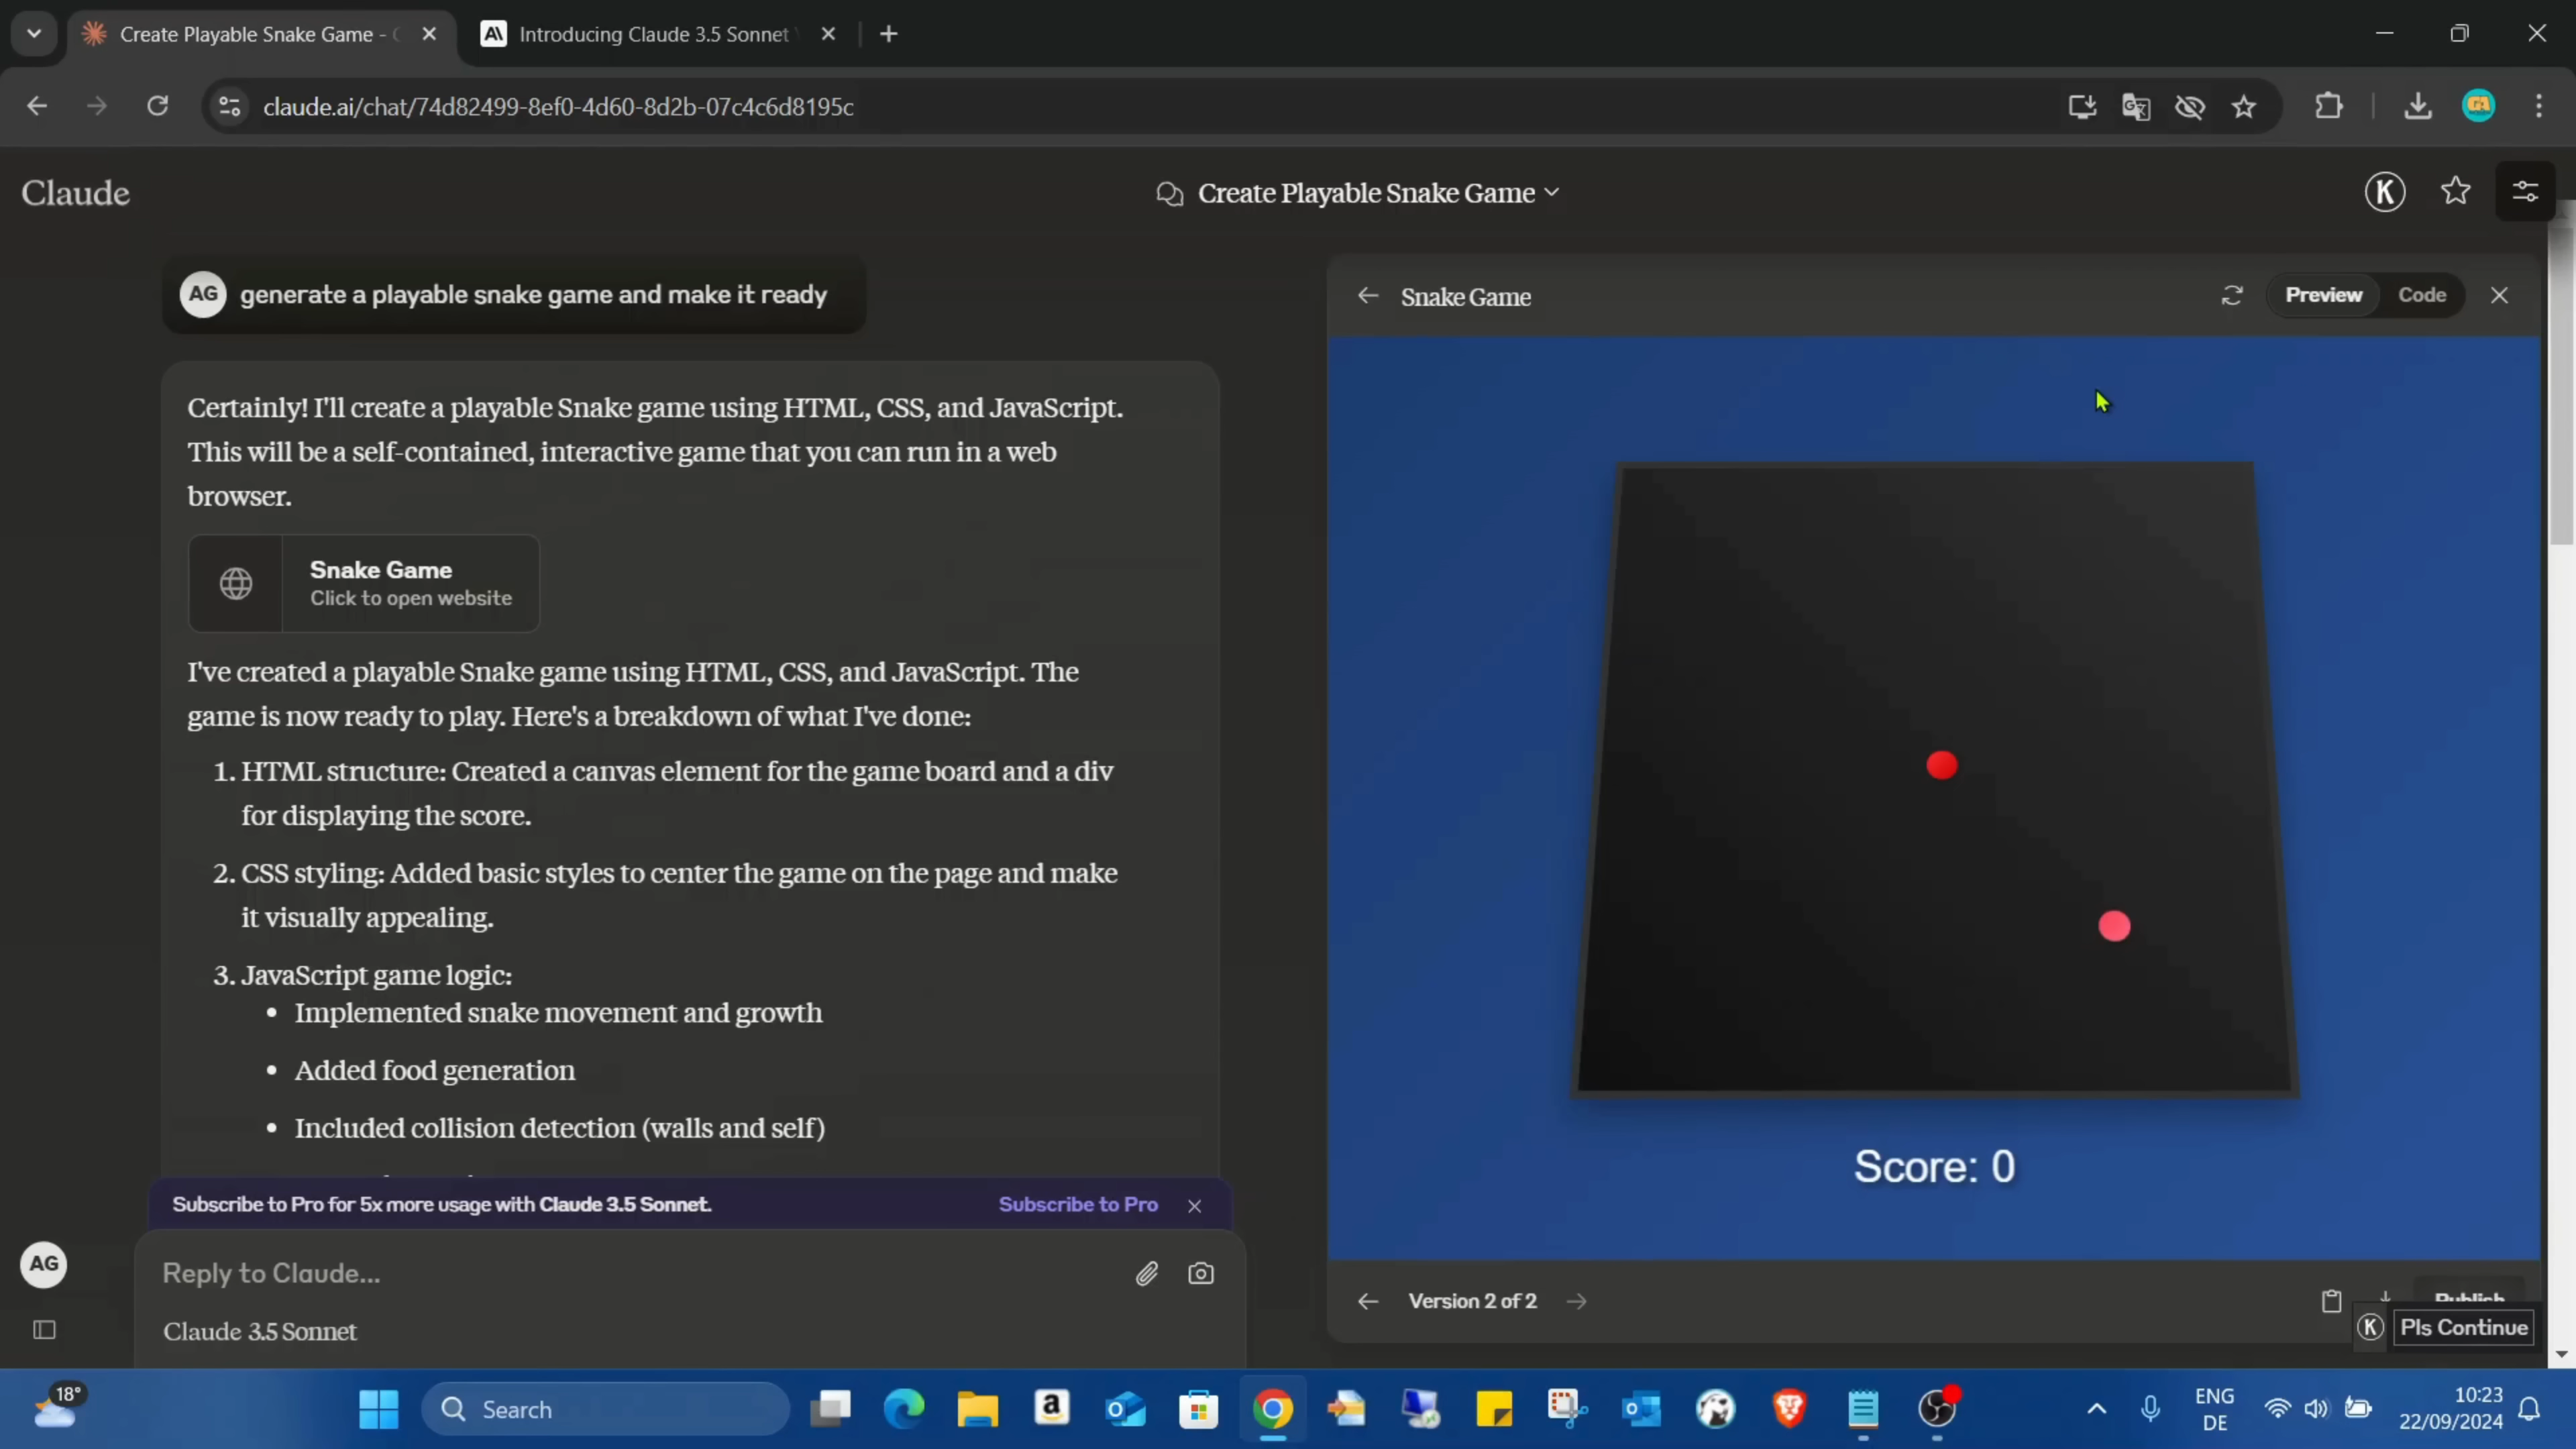 Create Playable Snake Game - C
Introducing Claude 3.5 Sonnet
claude.ai/chat/74d82499-8ef0-4d60-8d2b-07c4c6d8195c
Claude
Create Playable Snake Game
K
AG generate a playable snake game and make it ready
Certainly! I'll create a playable Snake game using HTML, CSS, and JavaScript.
This will be a self-contained, interactive game that you can run in a web
browser.
Snake Game
Click to open website
I've created a playable Snake game using HTML, CSS, and JavaScript. The
game is now ready to play. Here's a breakdown of what I've done:
1. HTML structure: Created a canvas element for the game board and a div
for displaying the score.
2. CSS styling: Added basic styles to center the game on the page and make
it visually appealing.
3. JavaScript game logic:
• Implemented snake movement and growth
• Added food generation
• Included collision detection (walls and self)
Subscribe to Pro for 5x more usage with Claude 3.5 Sonnet.
Subscribe to Pro
AG
Reply to Claude...
Claude 3.5 Sonnet
Snake Game
Preview
Code
Score: 0
Version 2 of 2
Publish
K Pls Continue
18°
Search
ENG
DE
10:23
22/09/2024